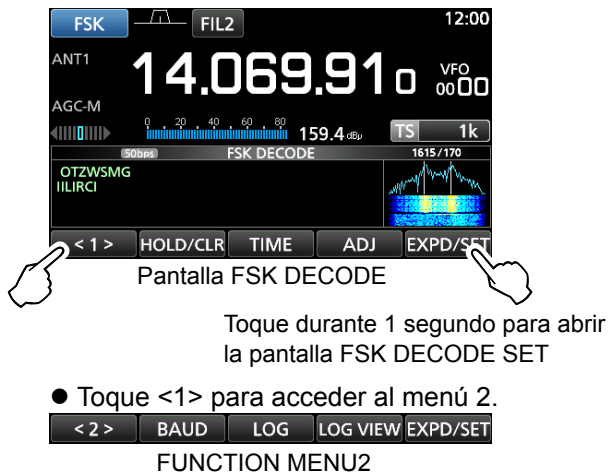 FSK FIL2 12:00
ANT1
14.069.910 VFO
00 00
AGC-M
0 20 40 60 80
159.4 dBμ TS 1k
50bps FSK DECODE 1615/170
OTZWSMG
IILIRCI
<1> HOLD/CLR TIME ADJ EXPD/SET
Pantalla FSK DECODE
Toque durante 1 segundo para abrir
la pantalla FSK DECODE SET
● Toque <1> para acceder al menú 2.
<2> BAUD LOG LOG VIEW EXPD/SET
FUNCTION MENU2